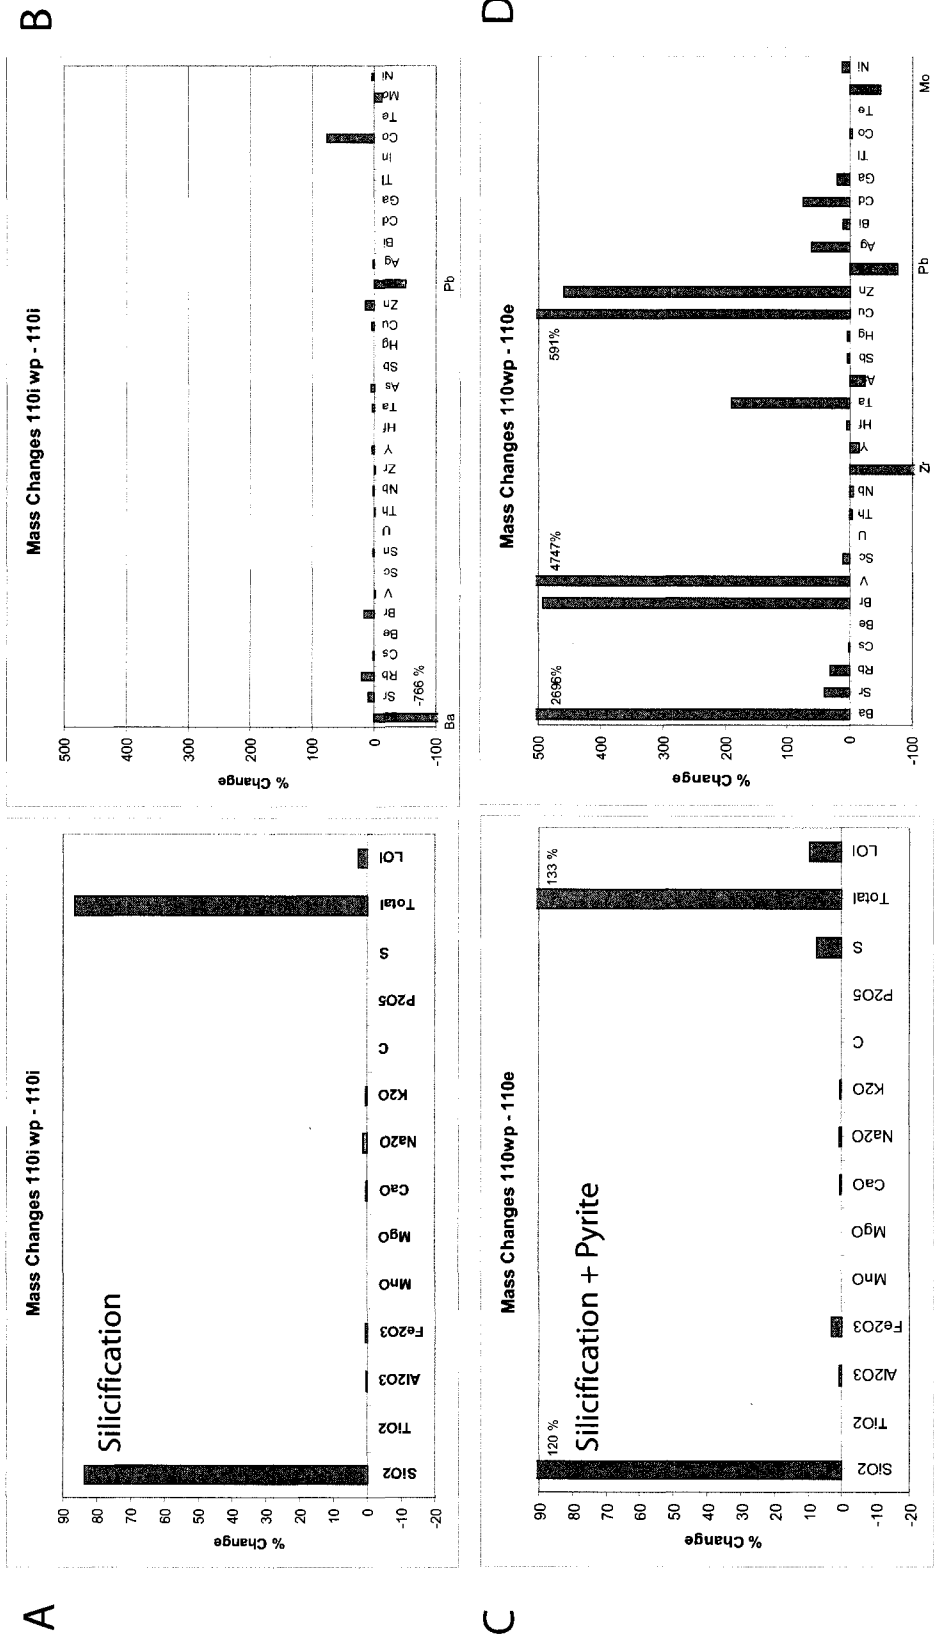 A
Mass Changes 110i wp - 110i
% Change
90
80
70
60
50
40
30
20
10
0
-10
-20
Silicification
SiO2 TiO2 Al2O3 Fe2O3 MnO MgO CaO Na2O K2O C P2O5 S Total LOI
B
Mass Changes 110i wp - 110i
% Change
500
400
300
200
100
0
-100
-766 %
Ba Sr Rb Cs Be Br V Sc Sn U Th Nb Zr Y Hf Ta As Sb Hg Cu Zn Pb Ag Bi Cd Ga Tl In Co Te Mo Ni
C
Mass Changes 110wp - 110e
% Change
90
80
70
60
50
40
30
20
10
0
-10
-20
120 %
Silicification + Pyrite
133 %
SiO2 TiO2 Al2O3 Fe2O3 MnO MgO CaO Na2O K2O C P2O5 S Total LOI
D
Mass Changes 110wp - 110e
% Change
500
400
300
200
100
0
-100
2696%
4747%
591%
Ba Sr Rb Cs Be Br V Sc U Th Nb Zr Y Hf Ta A Sb Hg Cu Zn Pb Ag Bi Cd Ga Tl Co Te Mo Ni